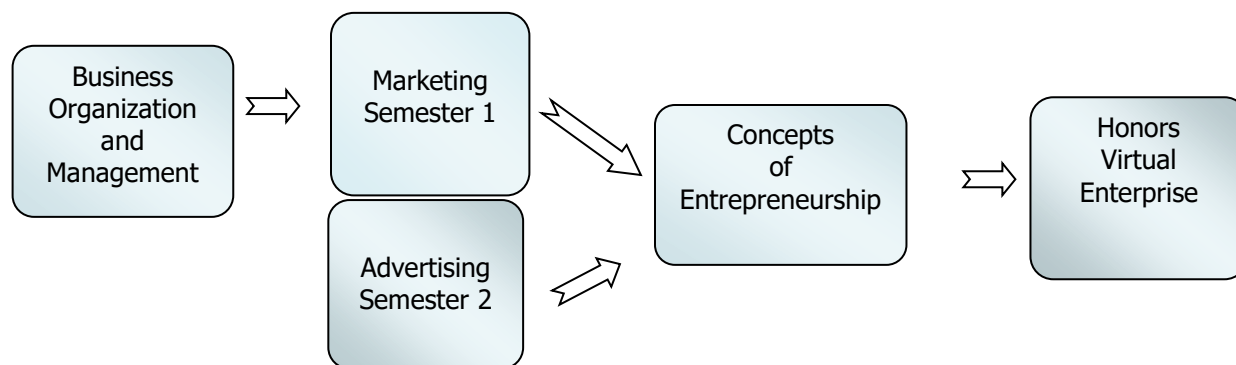 Business
Organization
and
Management
Marketing
Semester 1
Advertising
Semester 2
Concepts
of
Entrepreneurship
Honors
Virtual
Enterprise